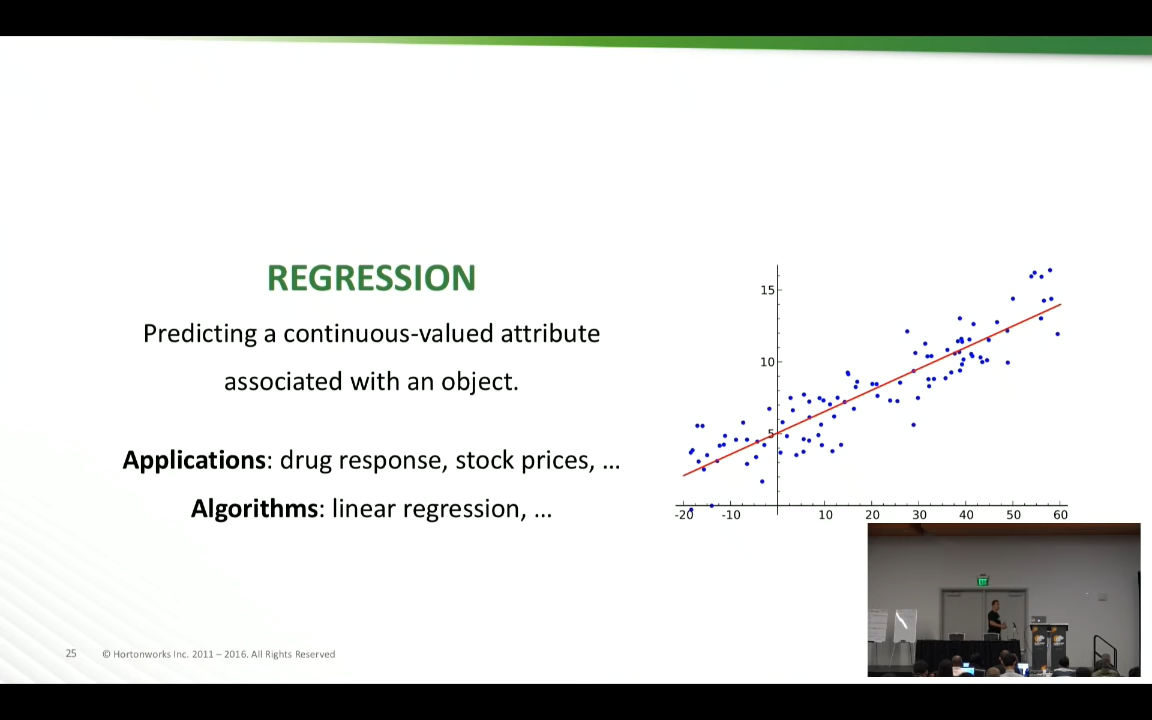 REGRESSION
Predicting a continuous-valued attribute
associated with an object.
Applications: drug response, stock prices, ...
Algorithms: linear regression, ...
15
10
5
-20 -10 10 20 30 40 50 60
25 © Hortonworks Inc. 2011 – 2016. All Rights Reserved